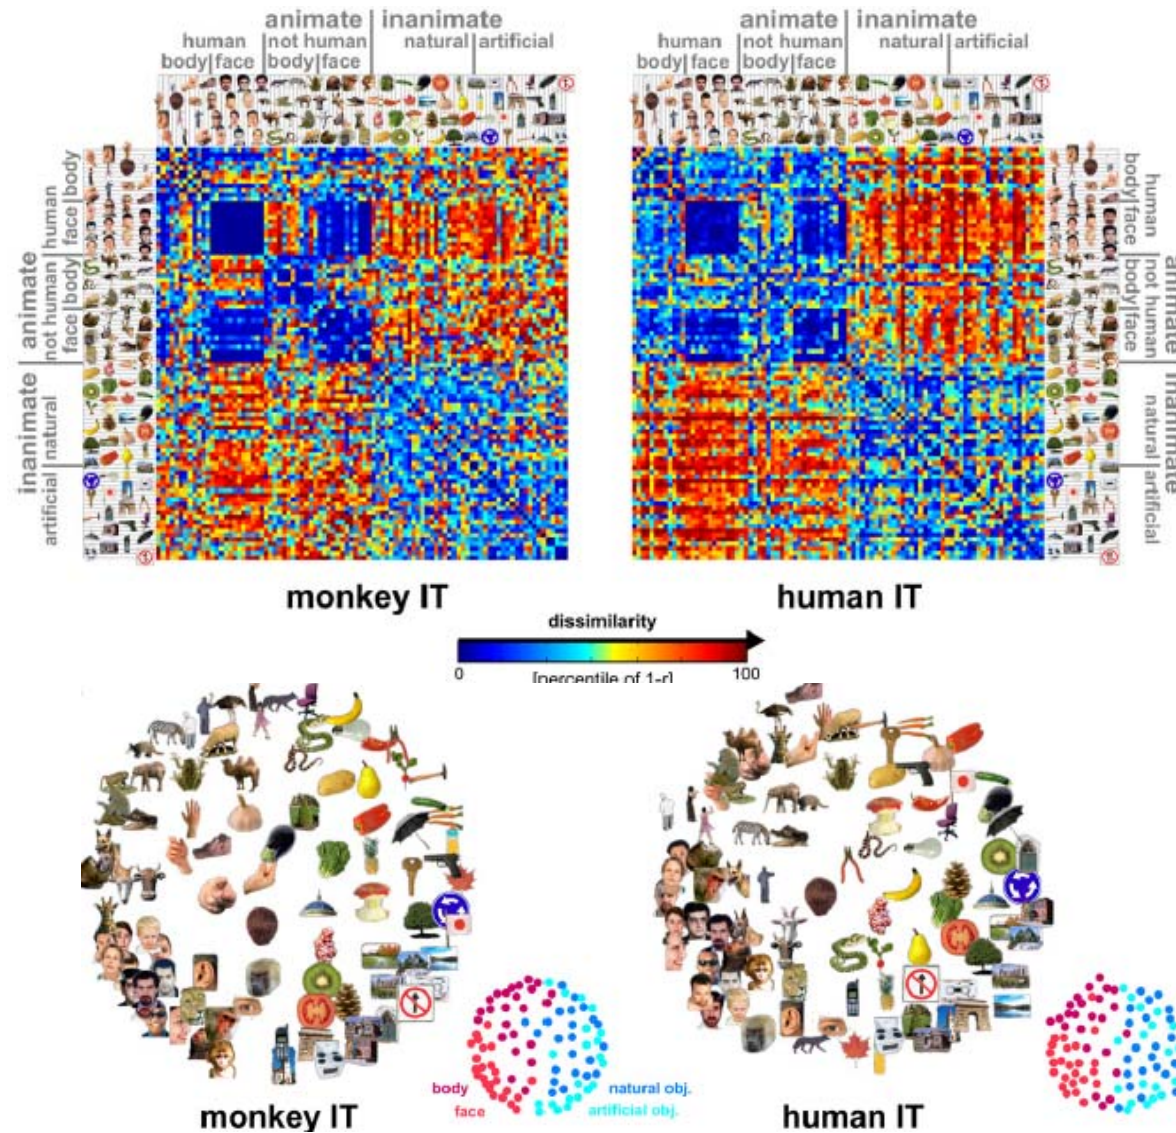 animate inanimate
human not human natural artificial
body face body face
animate inanimate
human not human natural artificial
body face body face
animate inanimate
human not human natural artificial
body face body face
human not human natural artificial
body face body face
animate inanimate
monkey IT
human IT
dissimilarity
0 [percentile of 1-r] 100
body
face
natural obj.
artificial obj.
monkey IT
human IT